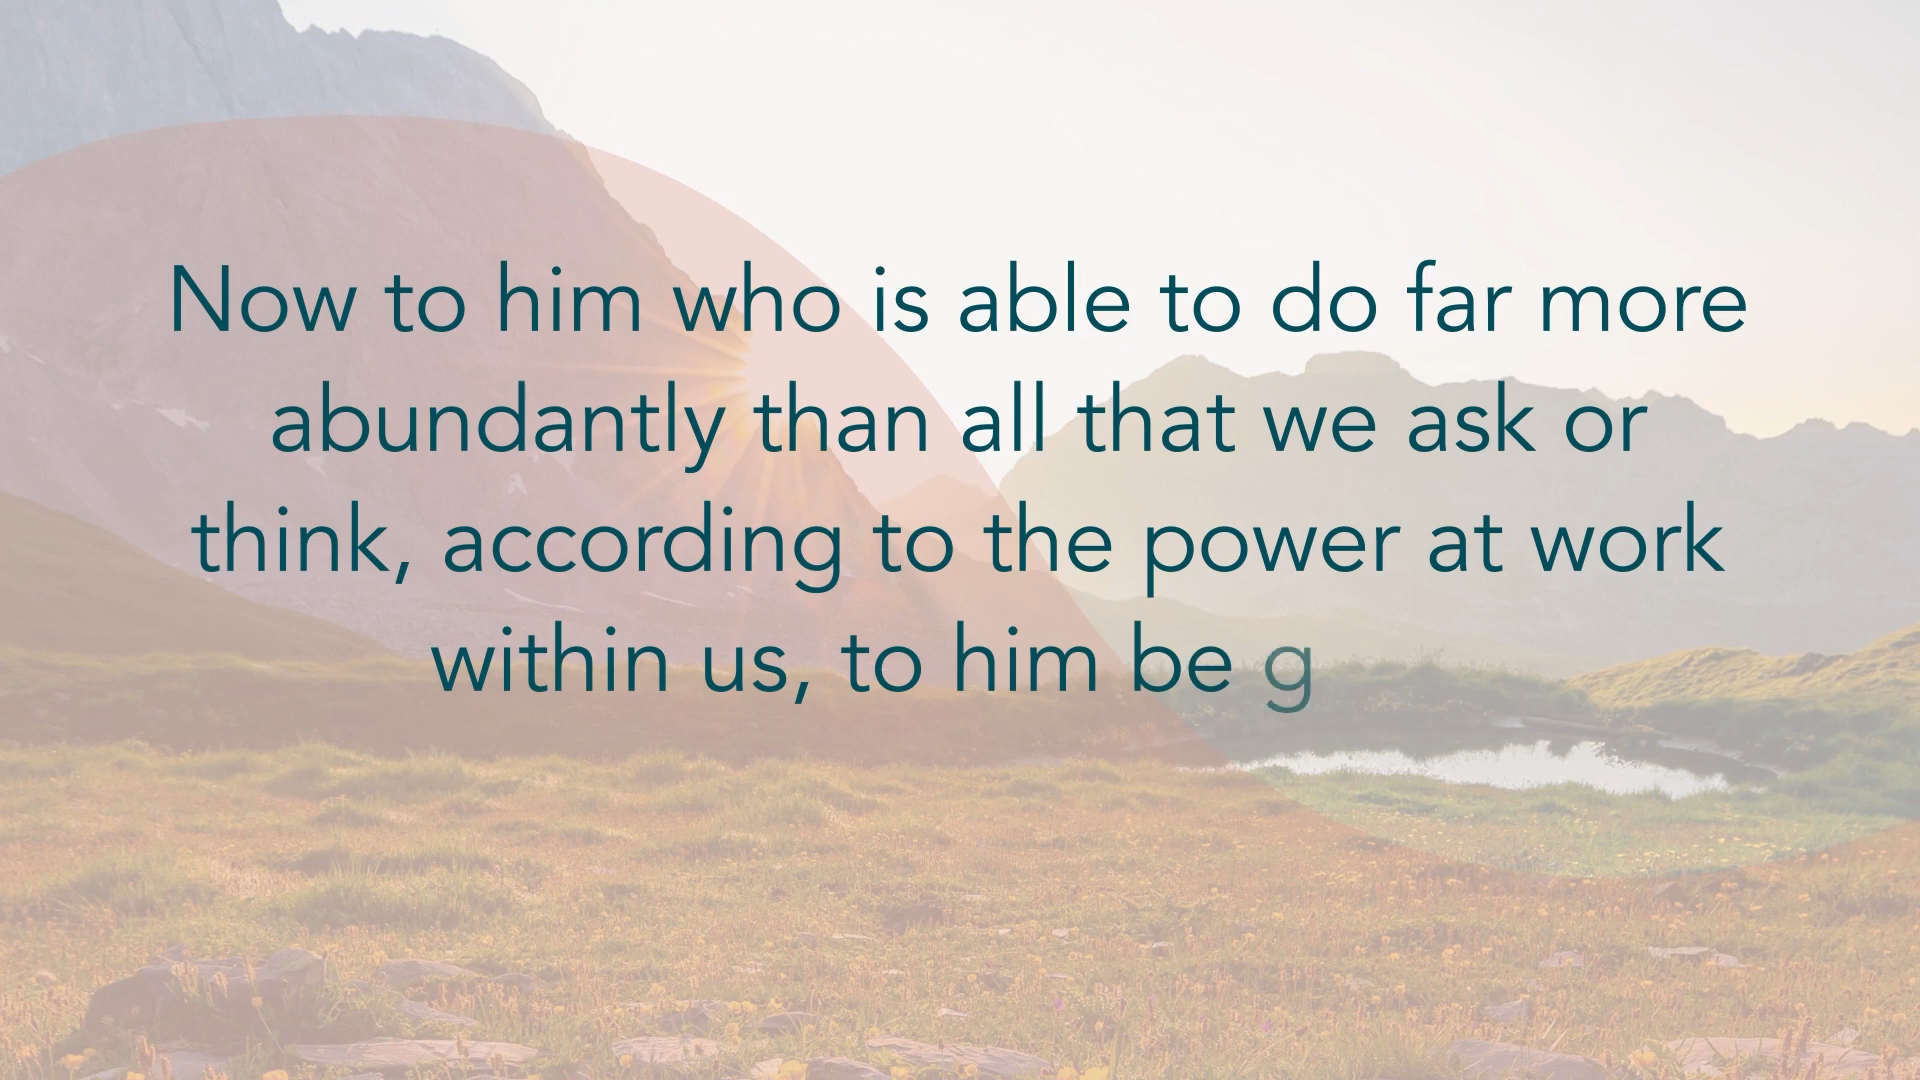 Now to him who is able to do far more
abundantly than all that we ask or
think, according to the power at work
within us, to him be g